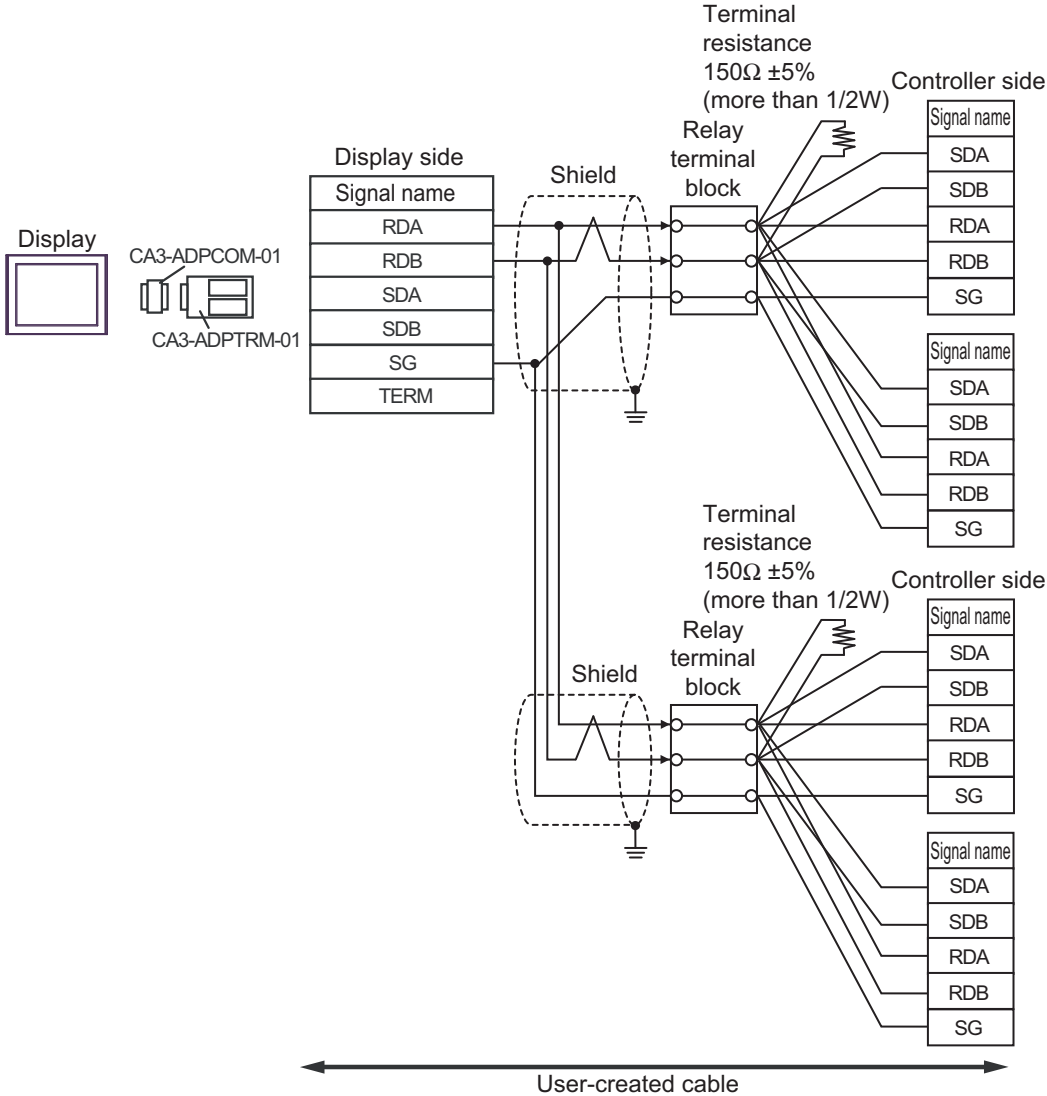 Display
CA3-ADPCOM-01
CA3-ADPTRM-01
Display side
Signal name
RDA
RDB
SDA
SDB
SG
TERM
Shield
Terminal
resistance
150Ω ±5%
(more than 1/2W)
Relay
terminal
block
Controller side
Signal name
SDA
SDB
RDA
RDB
SG
Signal name
SDA
SDB
RDA
RDB
SG
Shield
Terminal
resistance
150Ω ±5%
(more than 1/2W)
Relay
terminal
block
Controller side
Signal name
SDA
SDB
RDA
RDB
SG
Signal name
SDA
SDB
RDA
RDB
SG
User-created cable